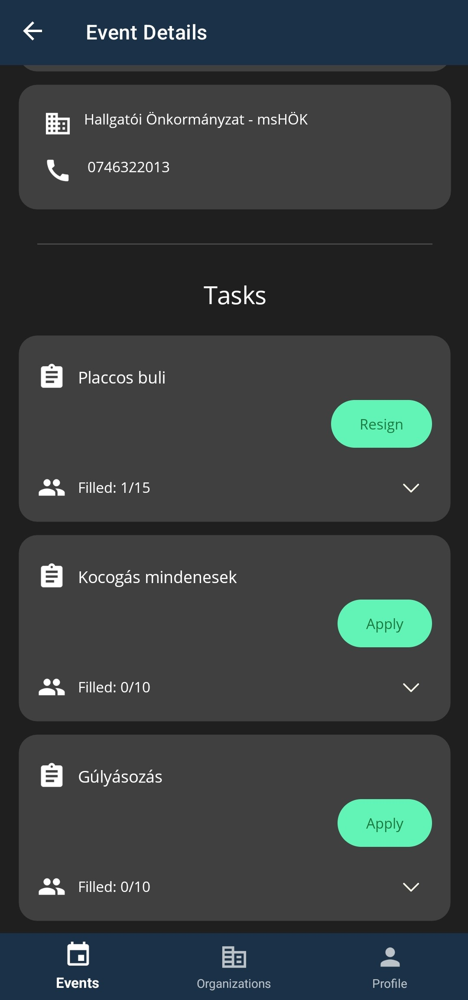 Event Details
Hallgatói Önkormányzat - msHÖK
0746322013
Tasks
Placcos buli
Resign
Filled: 1/15
Kocogás mindenesek
Apply
Filled: 0/10
Gúlyásozás
Apply
Filled: 0/10
Events
Organizations
Profile